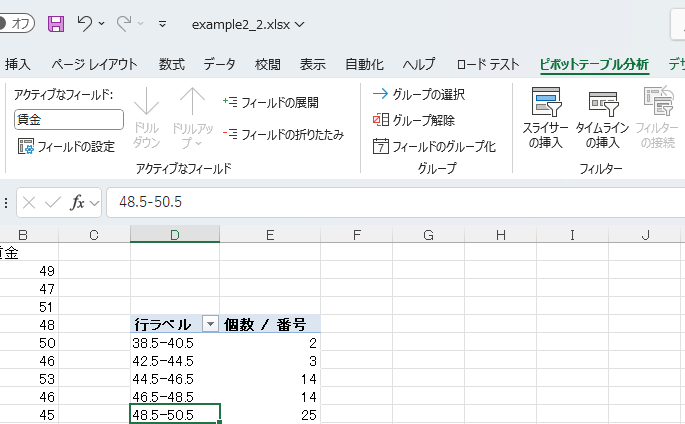 オフ example2_2.xlsx
挿入 ページ レイアウト 数式 データ 校閲 表示 自動化 ヘルプ ロード テスト ピボットテーブル分析 デザ
アクティブなフィールド:
賃金
フィールドの設定
ドリルダウン
ドリルアップ
フィールドの展開
フィールドの折りたたみ
アクティブなフィールド
グループの選択
グループ解除
フィールドのグループ化
グループ
スライサーの挿入
タイムラインの挿入
フィルターの接続
フィルター
fx 48.5-50.5
B C D E F G H I J
賃金
49
47
51
48 行ラベル 個数 / 番号
50 38.5-40.5 2
46 42.5-44.5 3
53 44.5-46.5 14
46 46.5-48.5 14
45 48.5-50.5 25